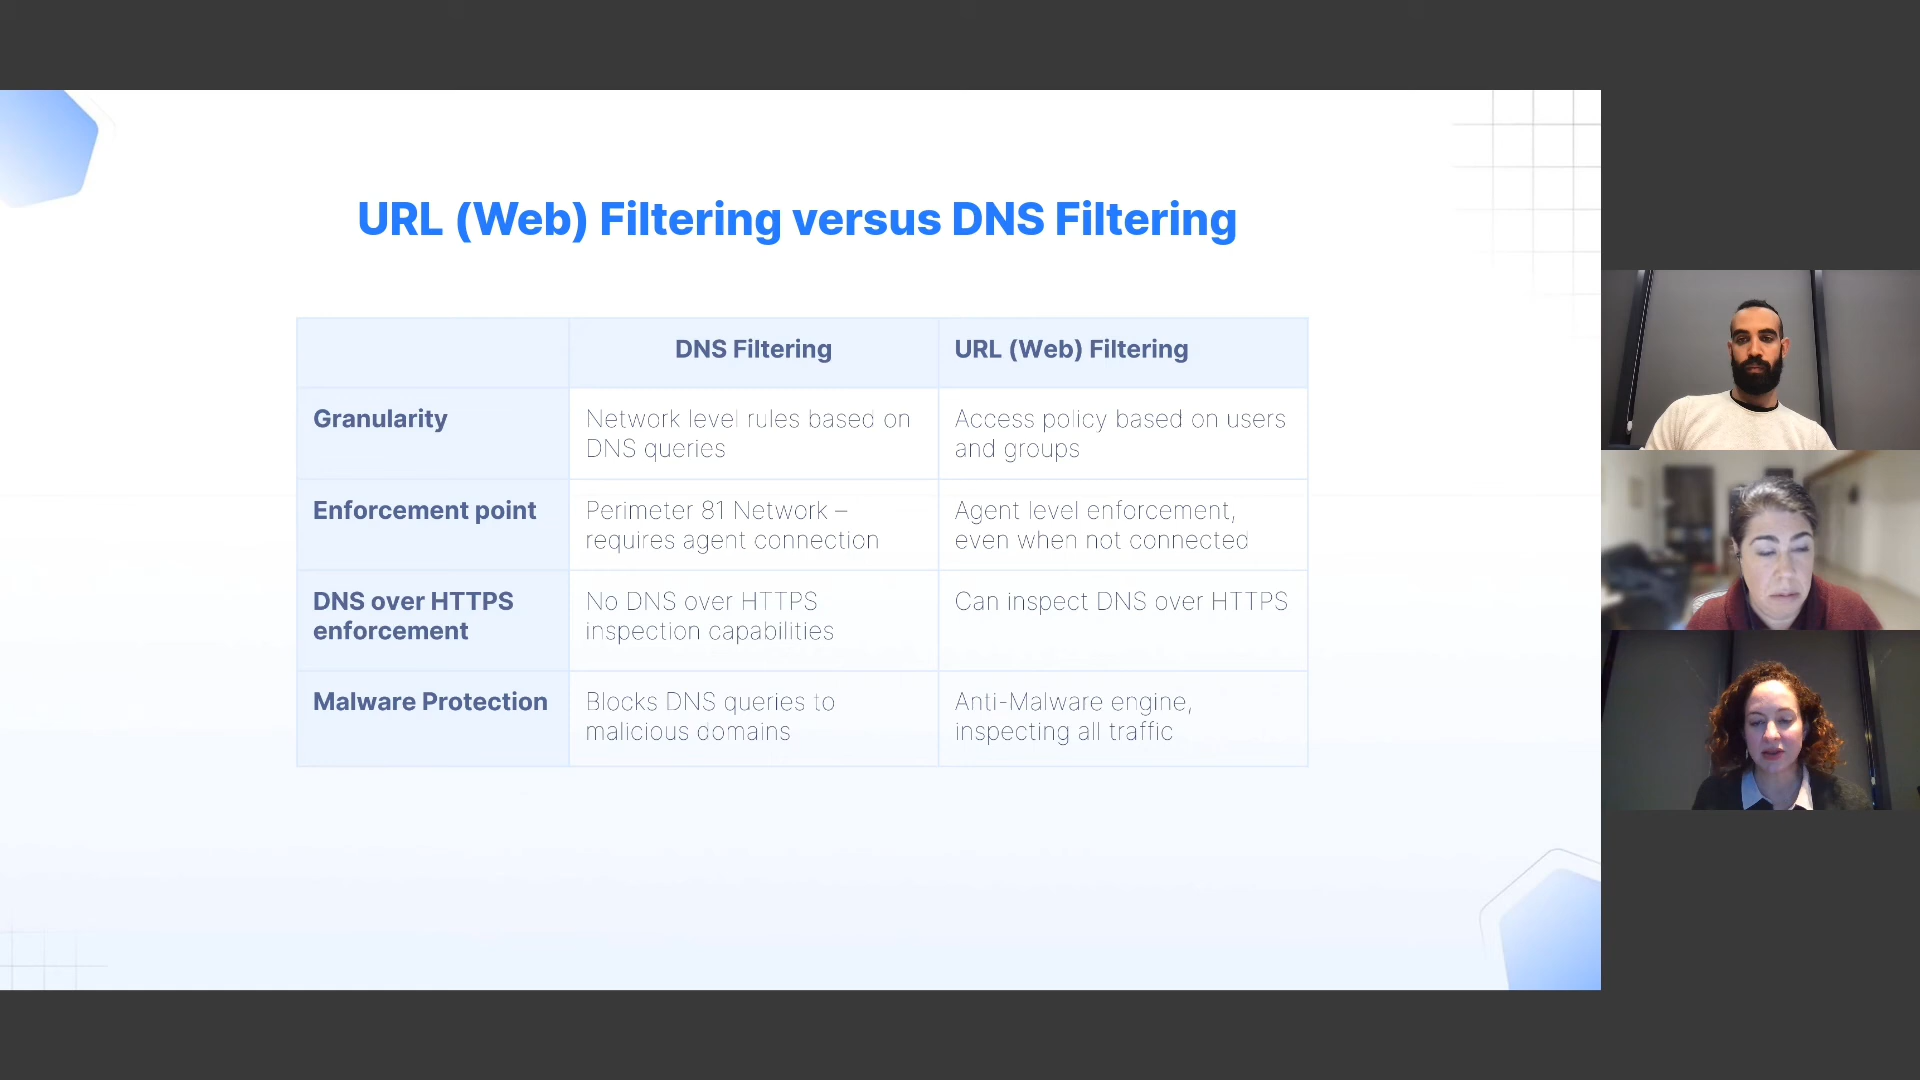 URL (Web) Filtering versus DNS Filtering
DNS Filtering
URL (Web) Filtering
Granularity
Network level rules based on
DNS queries
Access policy based on users
and groups
Enforcement point
Perimeter 81 Network –
requires agent connection
Agent level enforcement,
even when not connected
DNS over HTTPS
enforcement
No DNS over HTTPS
inspection capabilities
Can inspect DNS over HTTPS
Malware Protection
Blocks DNS queries to
malicious domains
Anti-Malware engine,
inspecting all traffic